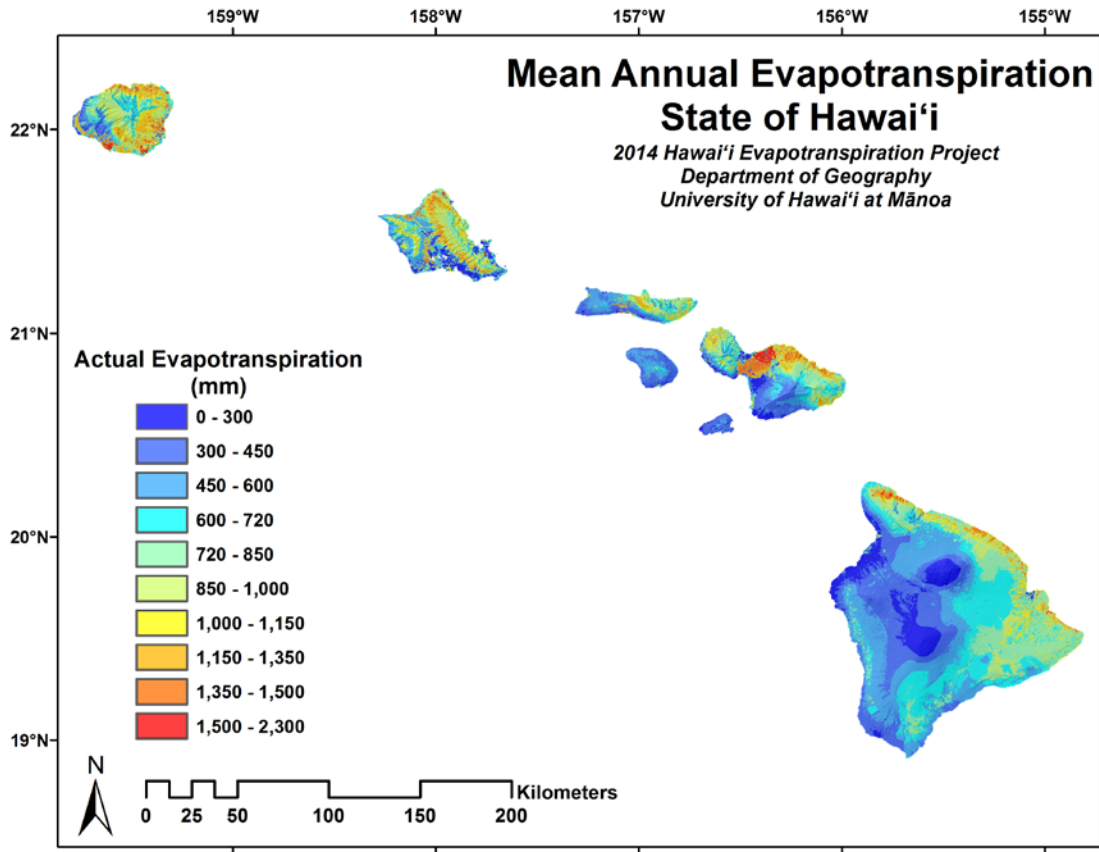 159°W
158°W
157°W
156°W
155°W
Mean Annual Evapotranspiration
State of Hawai‘i
2014 Hawai‘i Evapotranspiration Project
Department of Geography
University of Hawai‘i at Mānoa
22°N
21°N
20°N
19°N
Actual Evapotranspiration
(mm)
0 - 300
300 - 450
450 - 600
600 - 720
720 - 850
850 - 1,000
1,000 - 1,150
1,150 - 1,350
1,350 - 1,500
1,500 - 2,300
N
Kilometers
0 25 50 100 150 200